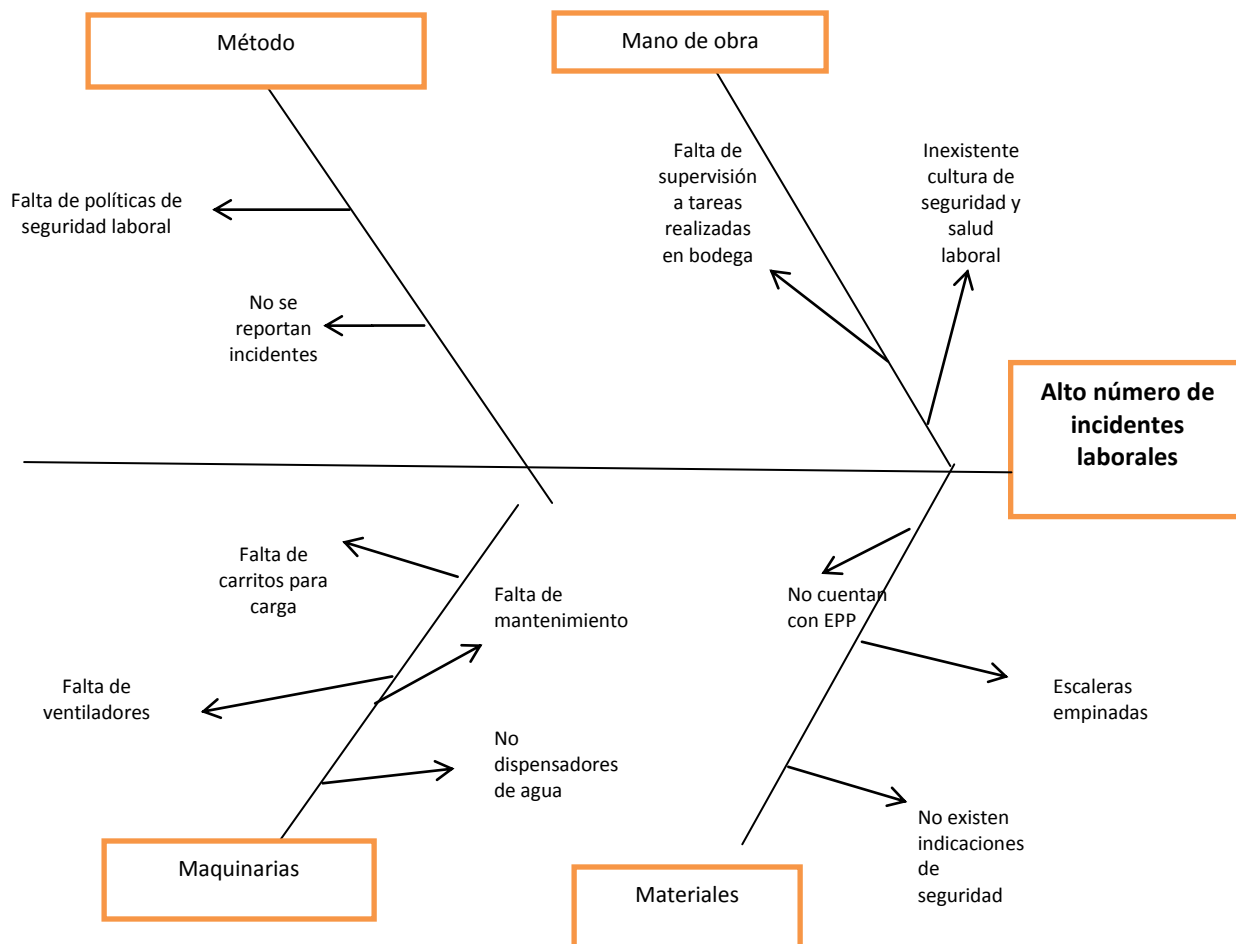 Método
Mano de obra
Falta de políticas de
seguridad laboral
No se
reportan
incidentes
Falta de
supervisión
a tareas
realizadas
en bodega
Inexistente
cultura de
seguridad y
salud
laboral
Alto número de
incidentes
laborales
Falta de
carritos para
carga
Falta de
mantenimiento
Falta de
ventiladores
No
dispensadores
de agua
No cuentan
con EPP
Escaleras
empinadas
No existen
indicaciones
de
seguridad
Maquinarias
Materiales